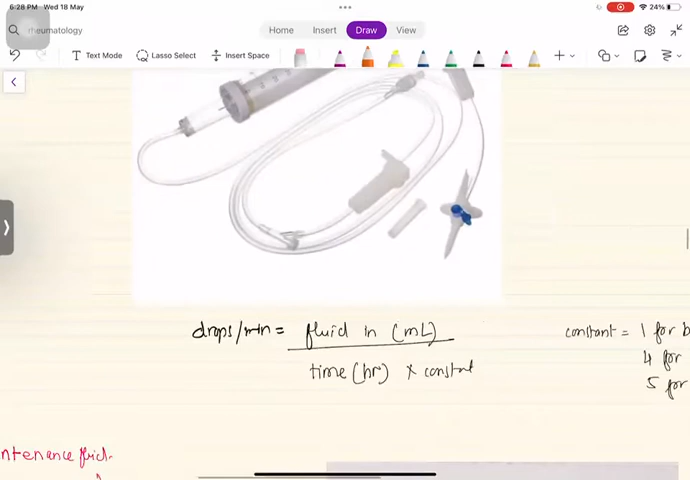 6:28 PM Wed 18 May
24%
rheumatology
Home Insert Draw View
Text Mode Lasso Select Insert Space
drops/min = fluid in (mL)
time (hr) × constant
constant = 1 for b
4 for
5 for
ntenance fluid